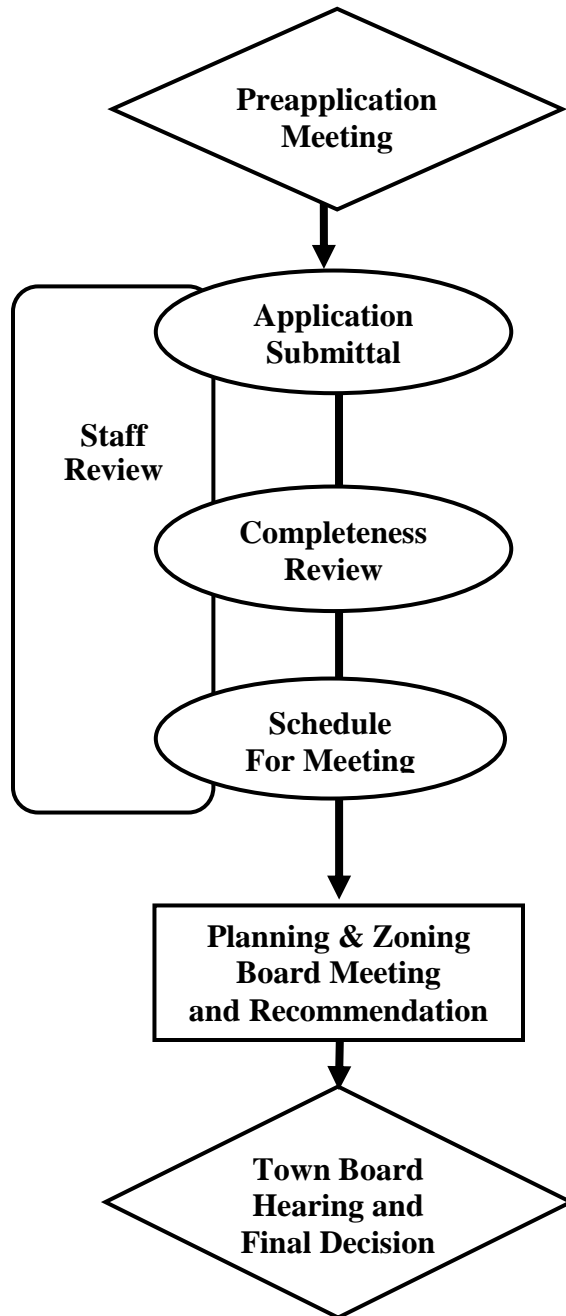 Preapplication
Meeting
Application
Submittal
Staff
Review
Completeness
Review
Schedule
For Meeting
Planning & Zoning
Board Meeting
and Recommendation
Town Board
Hearing and
Final Decision